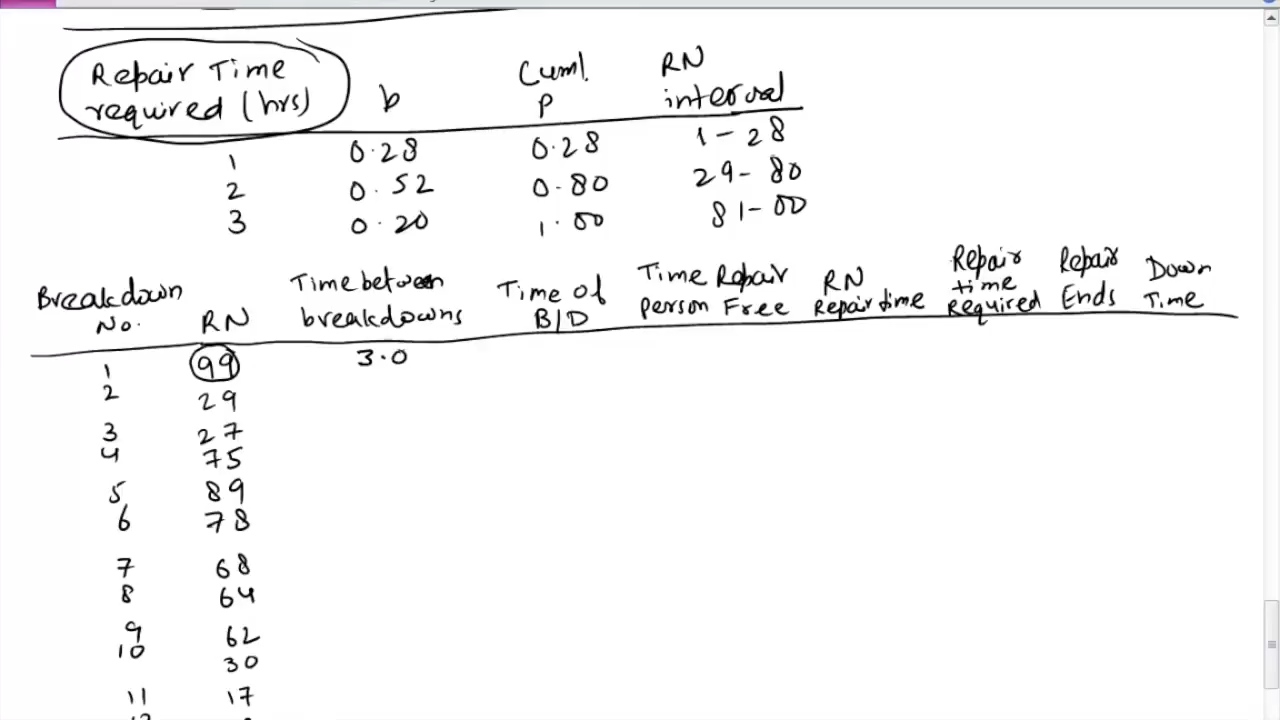 Repair Time
required (hrs)
p
Cuml.
P
RN
interval
1 0.28 0.28 1-28
2 0.52 0.80 29-80
3 0.20 1.00 81-00
Breakdown
No.
RN
Time between
breakdowns
Time of
B/D
Time Repair
Person Free
RN
Repair time
Repair
time
Required
Repair
Ends
Down
Time
1 99 3.0
2 29
3 27
4 75
5 89
6 78
7 68
8 64
9 62
10 30
11 17